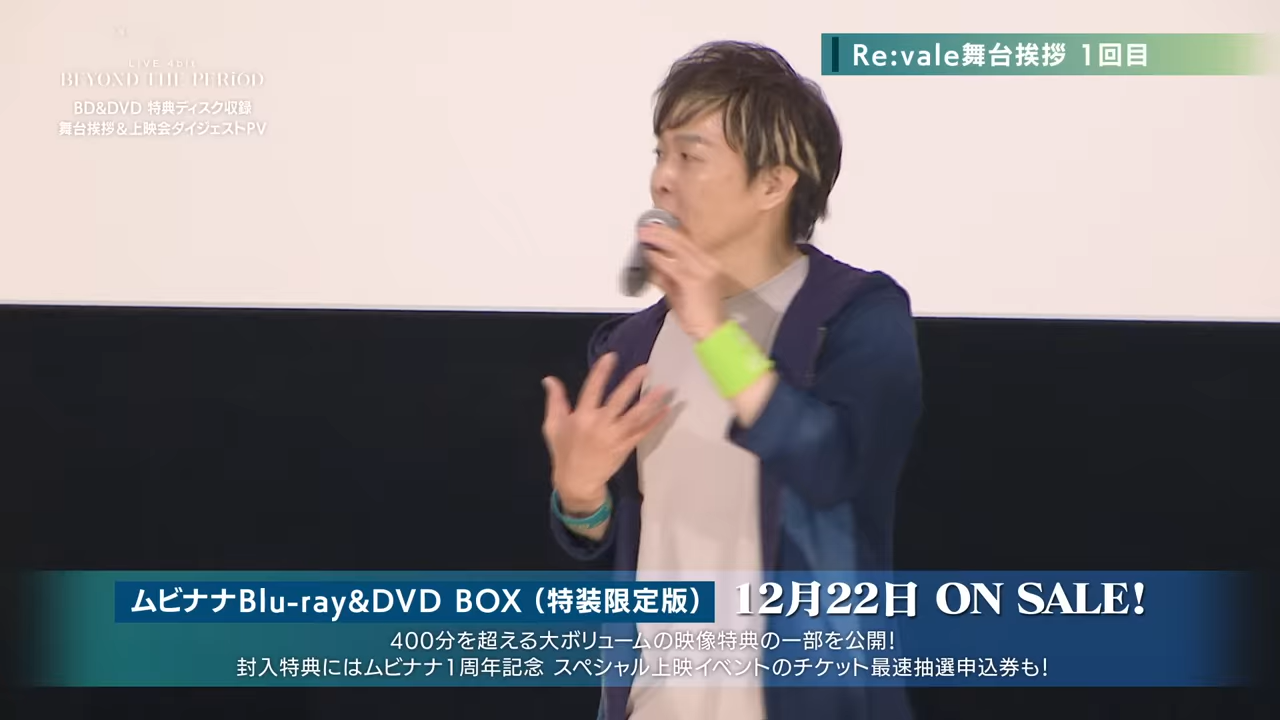 LIVE 4bit
BEYOND THE PERiOD
BD&DVD 特典ディスク収録
舞台挨拶&上映会ダイジェストPV
Re:vale舞台挨拶 1回目
ムビナナBlu-ray&DVD BOX（特装限定版）
12月22日 ON SALE!
400分を超える大ボリュームの映像特典の一部を公開!
封入特典にはムビナナ1周年記念 スペシャル上映イベントのチケット最速抽選申込券も!